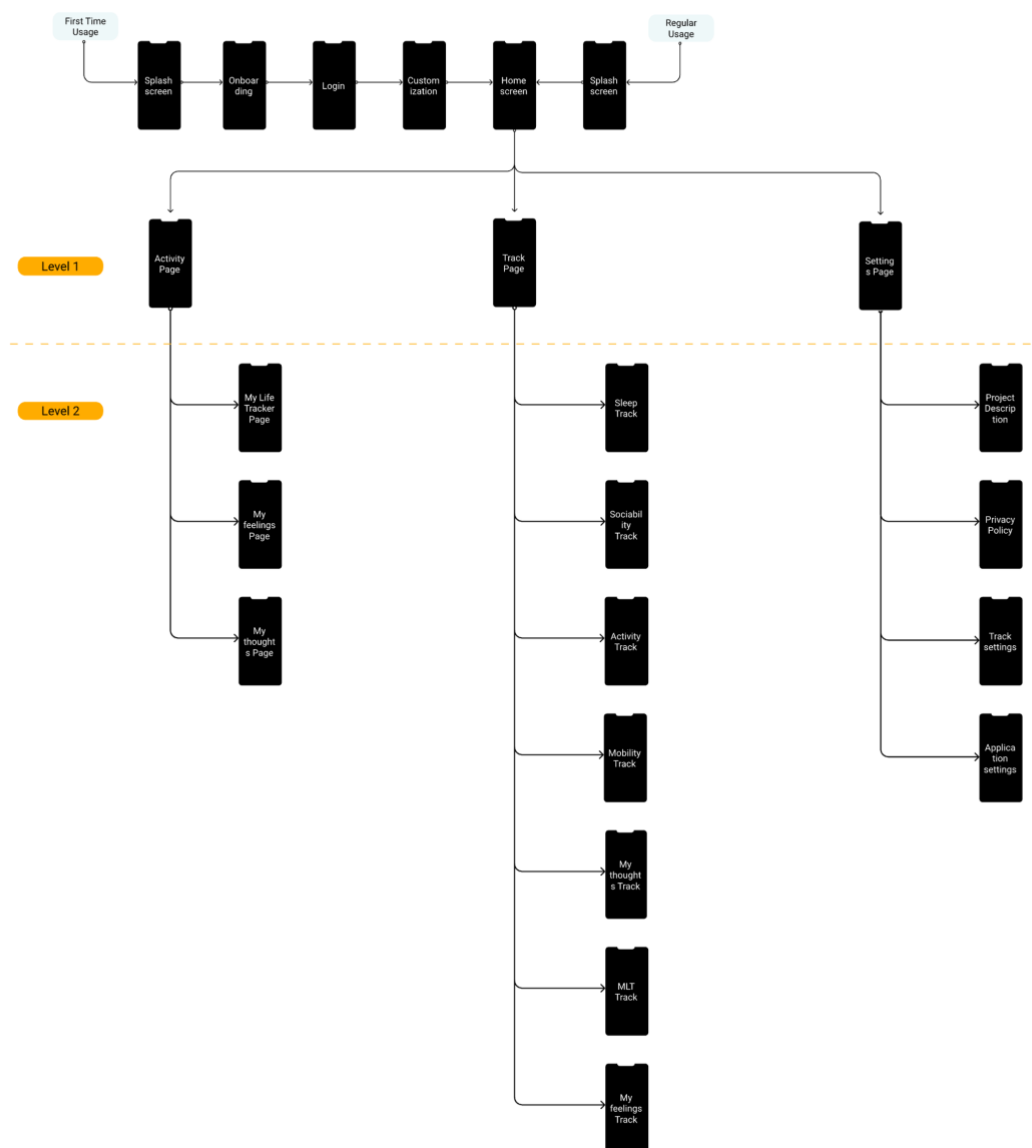 First Time
Usage
Regular
Usage
Splash
screen
Onboar
ding
Login
Custom
ization
Home
screen
Splash
screen
Level 1
Activity
Page
Track
Page
Setting
s Page
Level 2
My Life
Tracker
Page
Sleep
Track
Project
Descrip
tion
My
feelings
Page
Sociabil
ity
Track
Privacy
Policy
My
thought
s Page
Activity
Track
Track
settings
Mobility
Track
Applica
tion
settings
My
thought
s Track
MLT
Track
My
feelings
Track